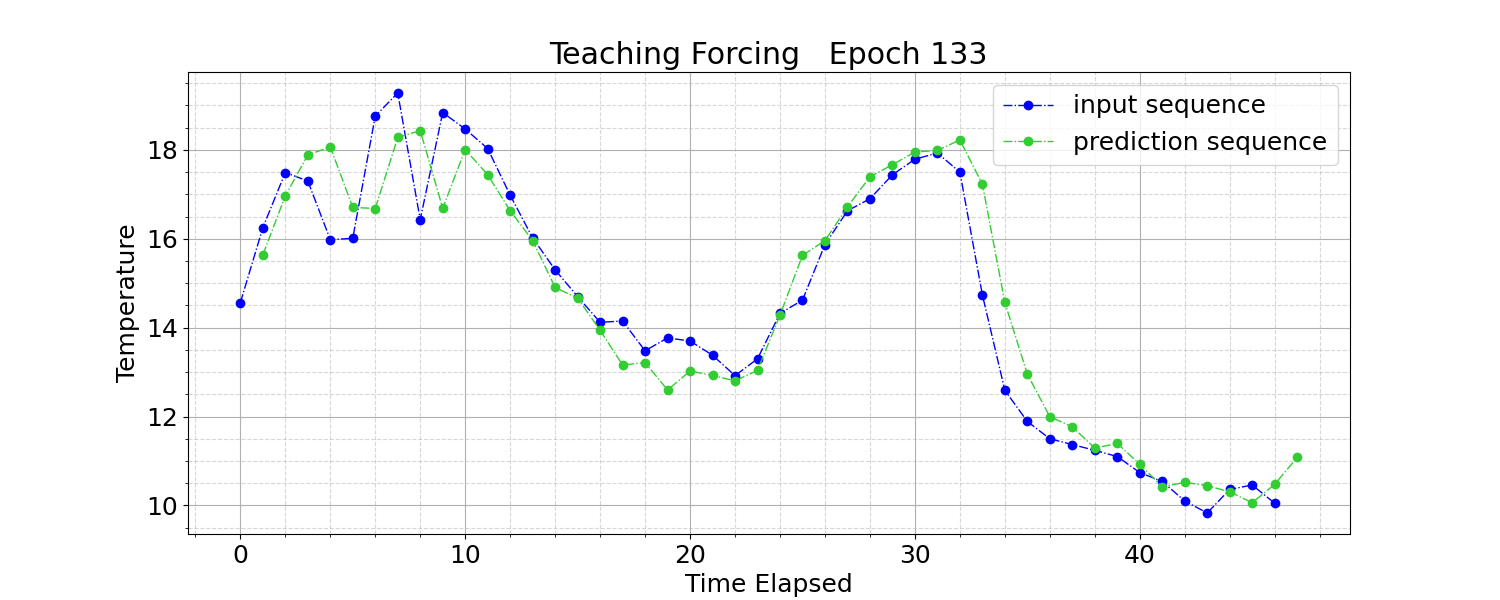 Teaching Forcing   Epoch 133
input sequence
prediction sequence
Temperature
18
16
14
12
10
0 10 20 30 40
Time Elapsed